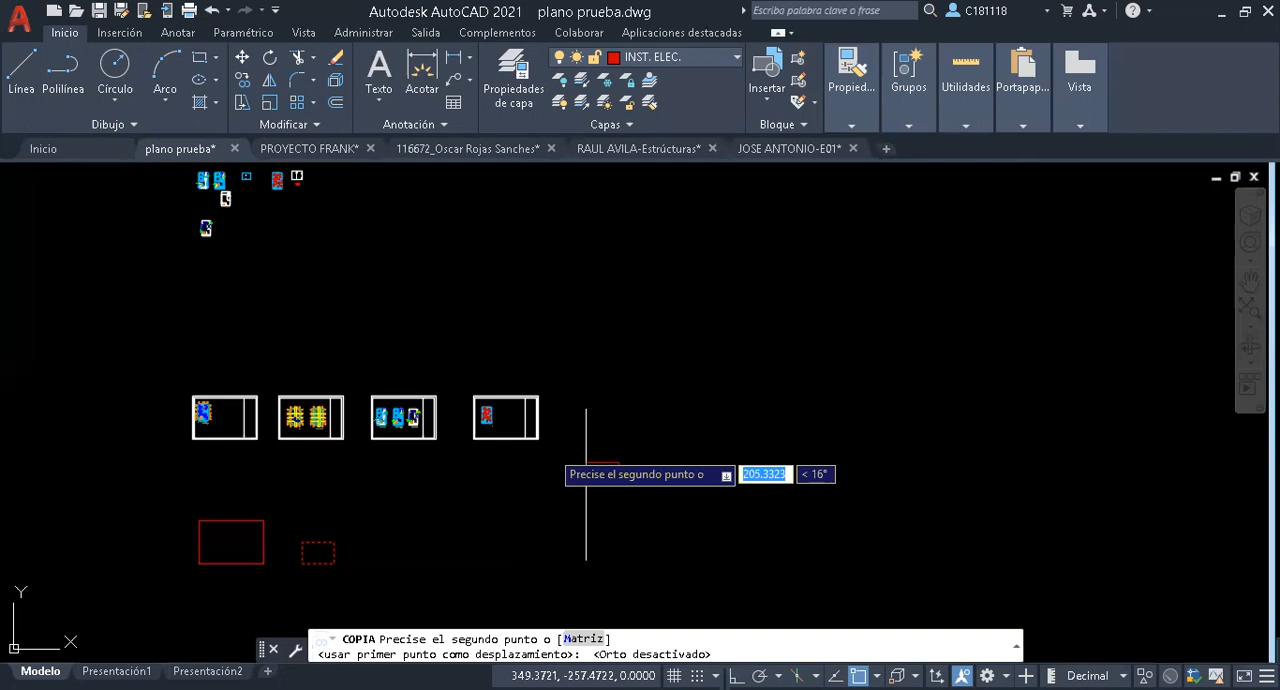 Autodesk AutoCAD 2021 plano prueba.dwg
Escriba palabra clave o frase
C181118
Inicio Inserción Anotar Paramétrico Vista Administrar Salida Complementos Colaborar Aplicaciones destacadas
Línea Polilínea Círculo Arco
Texto Acotar
Propiedades de capa
INST. ELEC.
Insertar
Propied...
Grupos
Utilidades
Portapap...
Vista
Dibujo Modificar Anotación Capas Bloque
Inicio plano prueba* PROYECTO FRANK* 116672_Oscar Rojas Sanches* RAUL AVILA-Estrúcturas* JOSE ANTONIO-E01*
Precise el segundo punto o 205.3323 < 16°
Y
X
COPIA Precise el segundo punto o [Matriz]
<usar primer punto como desplazamiento>: <Orto desactivado>
Modelo Presentación1 Presentación2 + 349.3721, -257.4722, 0.0000 Decimal